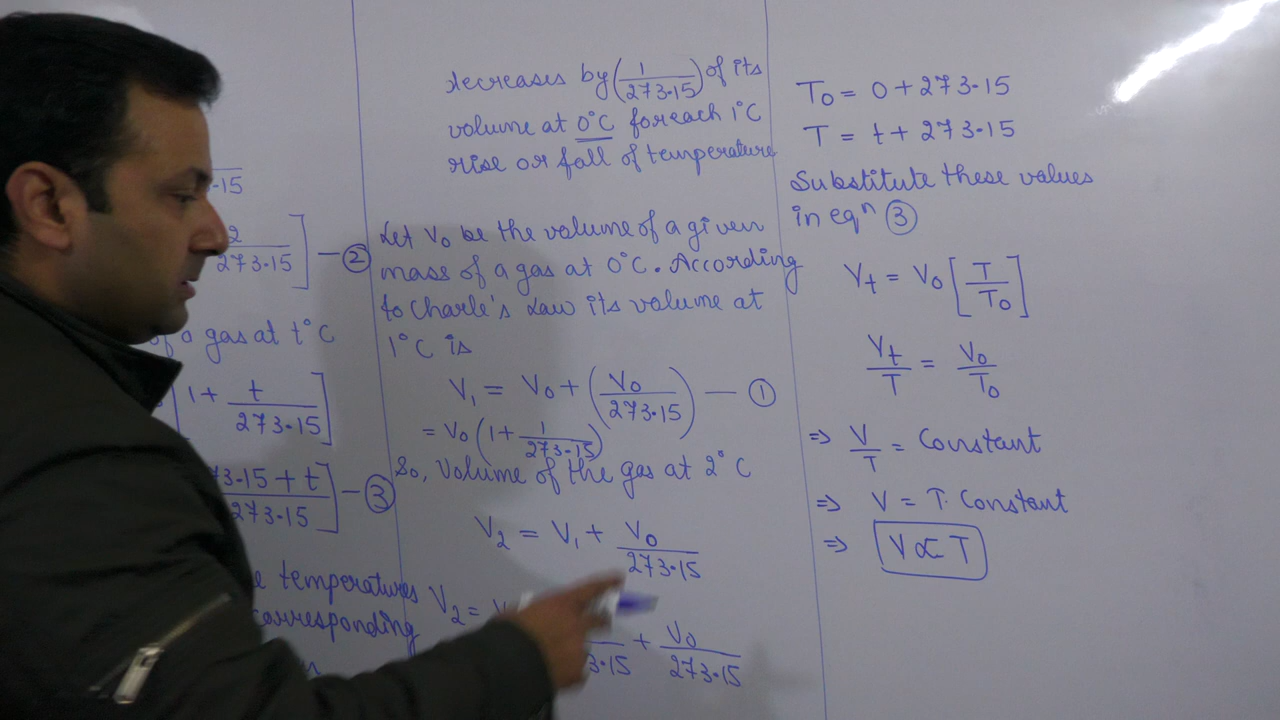 decreases by (1/273.15) of its
volume at 0°C for each 1°C
rise or fall of temperature
Let V₀ be the volume of a given
mass of a gas at 0°C. According
to Charle's Law its volume at
1°C is
V₁ = V₀ + (V₀/273.15) — ①
= V₀(1 + 1/273.15)
So, Volume of the gas at 2°C
V₂ = V₁ + V₀/273.15
V₂ = V
3.15 + V₀/273.15
T₀ = 0 + 273.15
T = t + 273.15
Substitute these values
in eqⁿ ③
Vt = V₀ [T/T₀]
Vt/T = V₀/T₀
=> V/T = Constant
=> V = T. Constant
=> V ∝ T
.15
2/273.15] — ②
of a gas at t°C
[1 + t/273.15]
73.15 + t/273.15] — ③
temperatures
corresponding